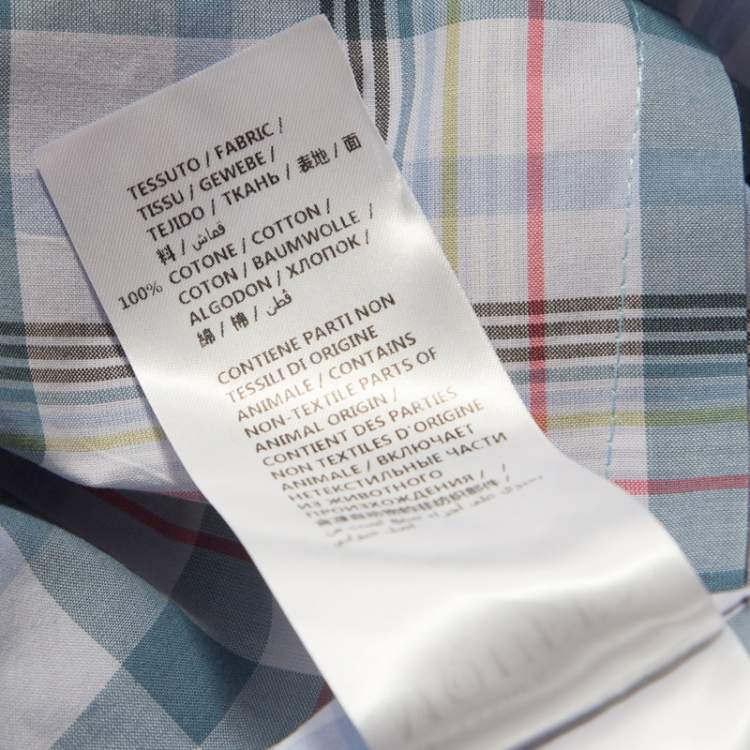 TESSUTO / FABRIC /
TISSU / GEWEBE /
TEJIDO / ТКАНЬ / 表地 / 面
料 / قماش
100% COTONE / COTTON /
COTON / BAUMWOLLE /
ALGODON / ХЛОПОК /
綿 / 棉 / قطن
CONTIENE PARTI NON
TESSILI DI ORIGINE
ANIMALE / CONTAINS
NON-TEXTILE PARTS OF
ANIMAL ORIGIN /
CONTIENT DES PARTIES
NON TEXTILES D'ORIGINE
ANIMALE / ВКЛЮЧАЕТ
НЕТЕКСТИЛЬНЫЕ ЧАСТИ
ИЗ ЖИВОТНОГО
ПРОИЗХОЖДЕНИЯ /